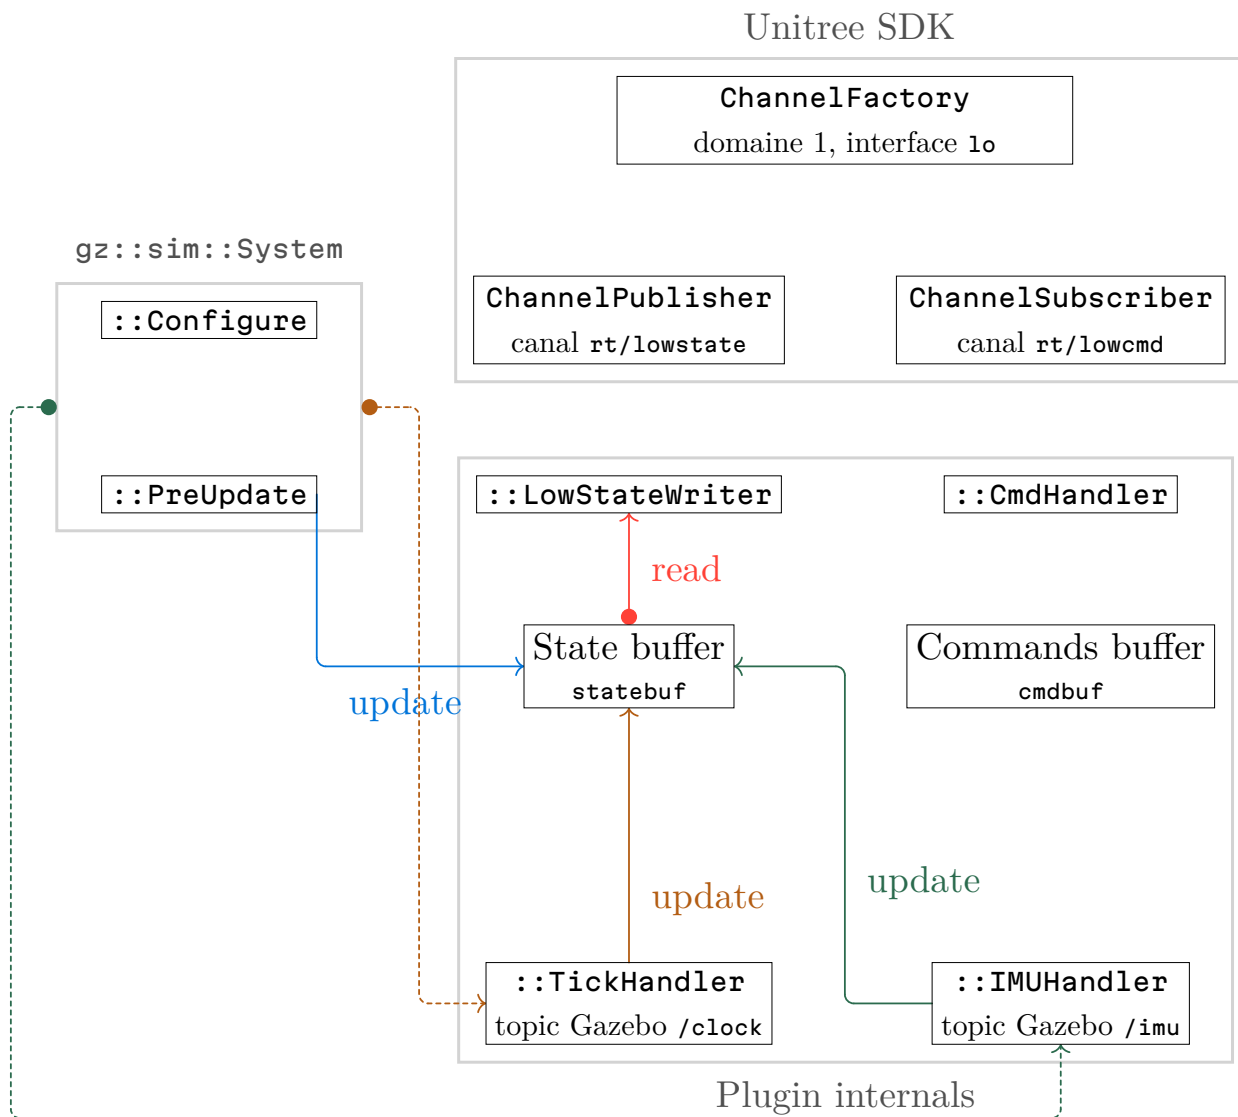 Unitree SDK
ChannelFactory
domaine 1, interface lo
gz::sim::System
ChannelPublisher
canal rt/lowstate
ChannelSubscriber
canal rt/lowcmd
::Configure
::PreUpdate
::LowStateWriter
::CmdHandler
read
State buffer
statebuf
Commands buffer
cmdbuf
update
update
update
::TickHandler
topic Gazebo /clock
::IMUHandler
topic Gazebo /imu
Plugin internals